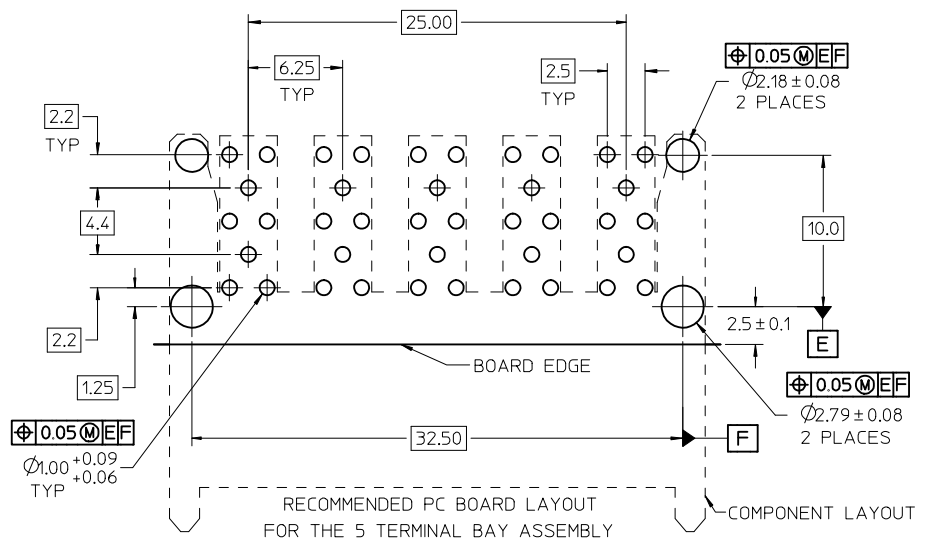 25.00
⌖ 0.05 Ⓜ E F
Ø2.18±0.08
2 PLACES
6.25
TYP
2.5
TYP
2.2
TYP
4.4
10.0
2.2
2.5±0.1
E
1.25
BOARD EDGE
⌖ 0.05 Ⓜ E F
Ø2.79±0.08
2 PLACES
⌖ 0.05 Ⓜ E F
Ø1.00 +0.09
+0.06
TYP
32.50
F
RECOMMENDED PC BOARD LAYOUT
FOR THE 5 TERMINAL BAY ASSEMBLY
COMPONENT LAYOUT